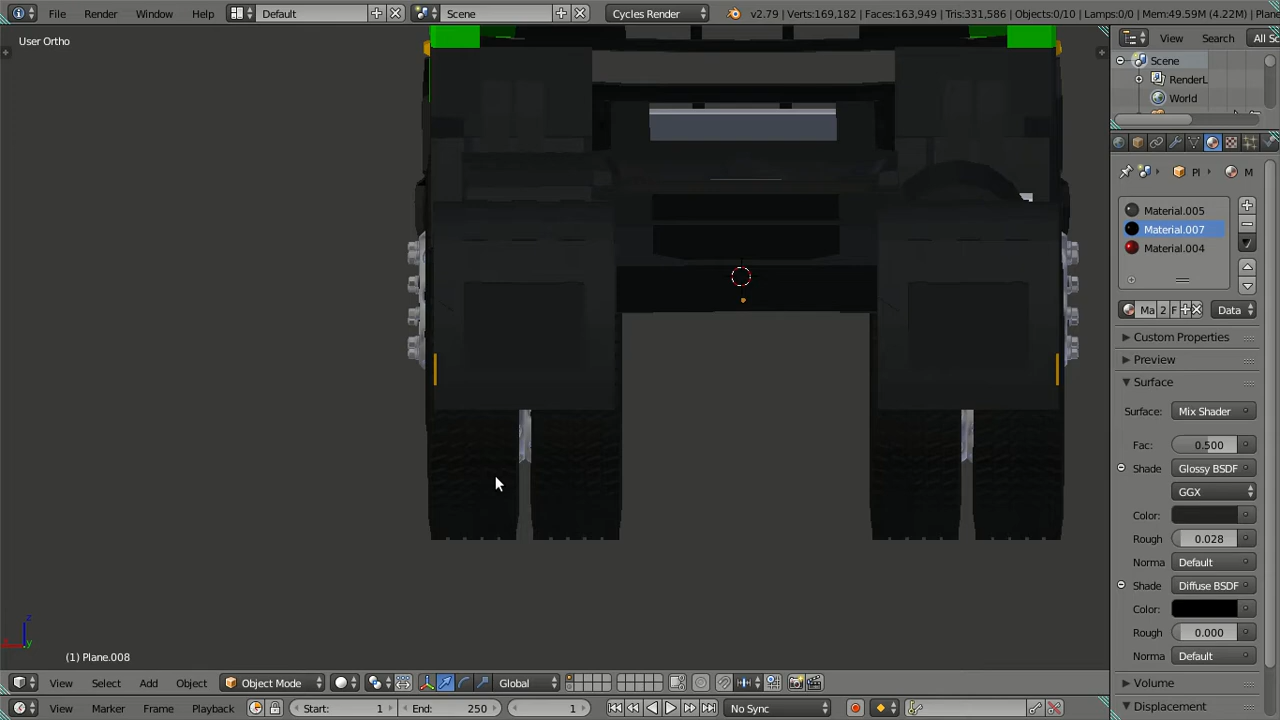 File Render Window Help Default Scene Cycles Render v2.79 | Verts:169,182 | Faces:163,949 | Tris:331,586 | Objects:0/10 | Lamps:0/0 | Mem:49.59M (4.22M) | Plane
User Ortho
View Search All Sc
Scene
RenderL
World
Pl M
Material.005
Material.007
Material.004
Ma 2 F Data
Custom Properties
Preview
Surface
Surface: Mix Shader
Fac: 0.500
Shade Glossy BSDF
GGX
Color:
Rough 0.028
Norma Default
Shade Diffuse BSDF
Color:
Rough 0.000
Norma Default
Volume
Displacement
z
x y
(1) Plane.008
View Select Add Object Object Mode Global
View Marker Frame Playback Start: 1 End: 250 1 No Sync